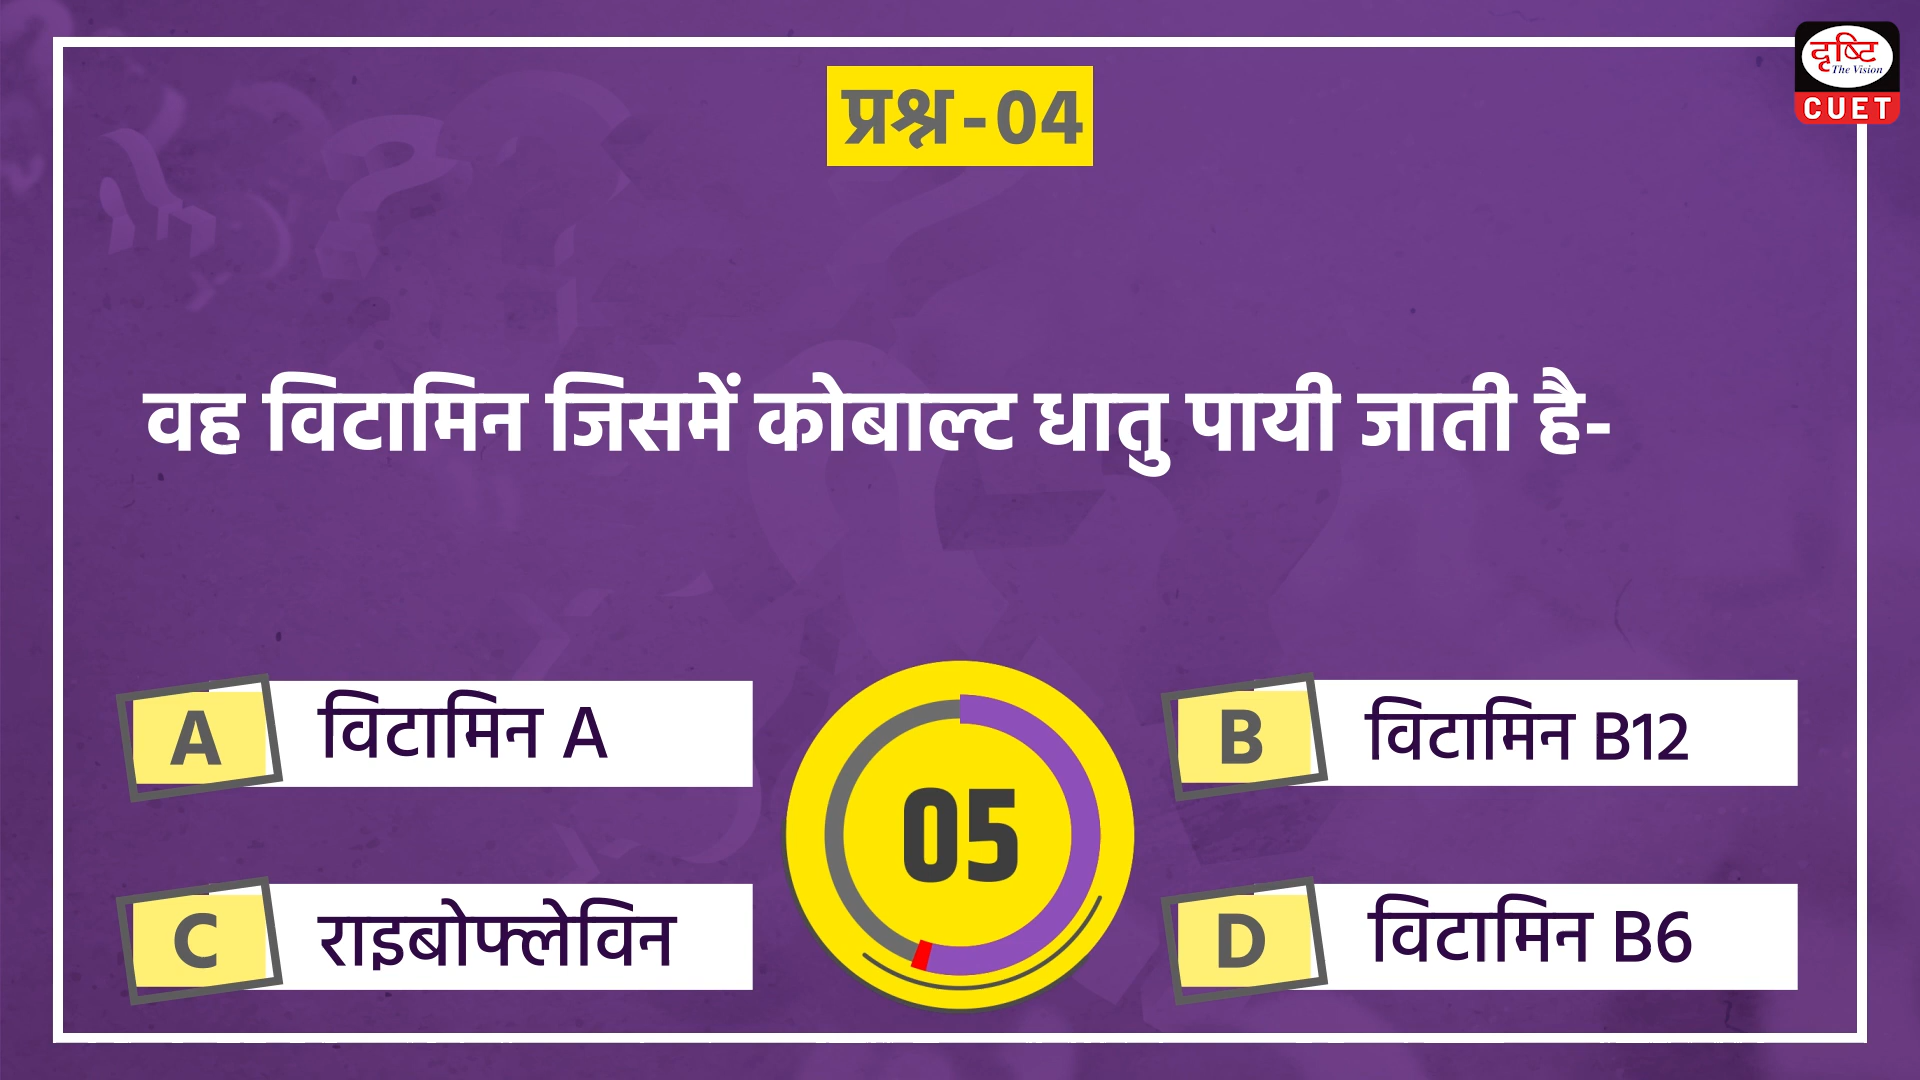 दृष्टि
The Vision
CUET
प्रश्न-04
वह विटामिन जिसमें कोबाल्ट धातु पायी जाती है-
A विटामिन A
B विटामिन B12
05
C राइबोफ्लेविन
D विटामिन B6